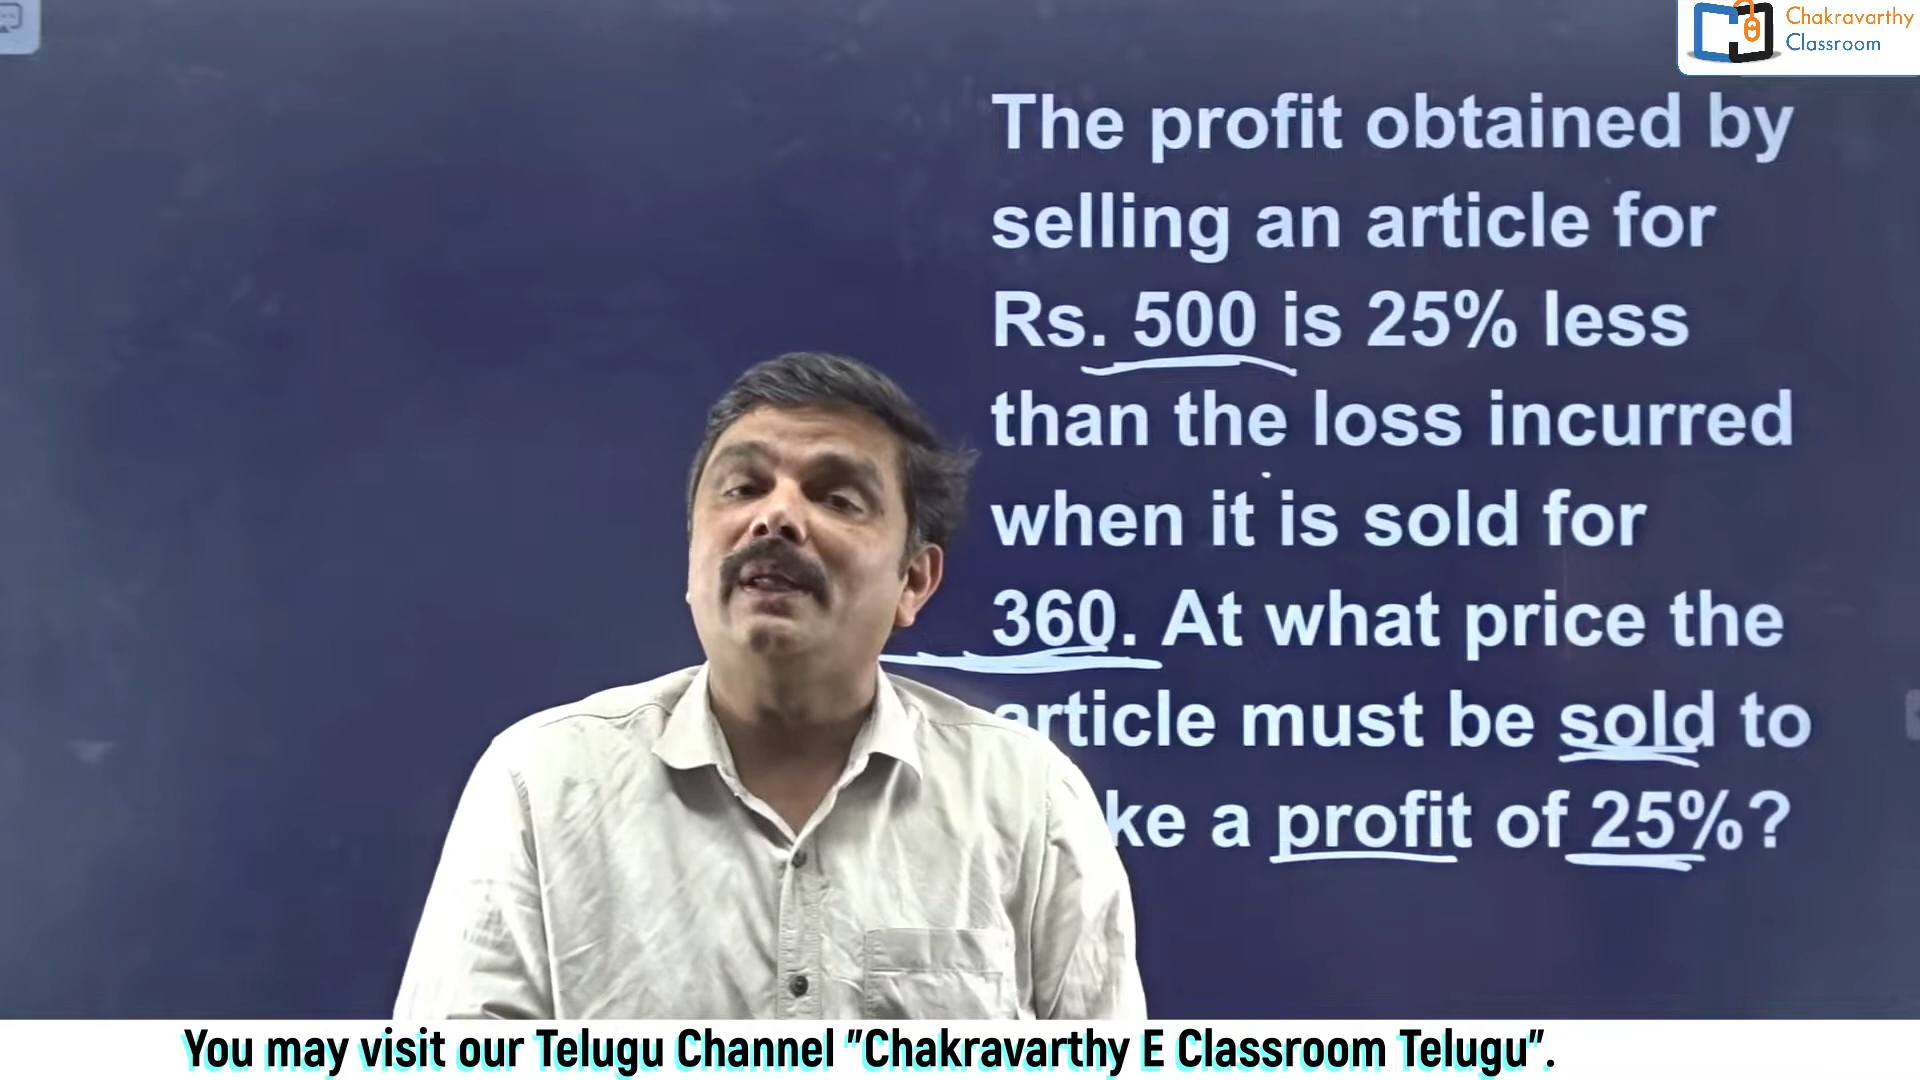 Chakravarthy
Classroom
The profit obtained by
selling an article for
Rs. 500 is 25% less
than the loss incurred
when it is sold for
360. At what price the
article must be sold to
ke a profit of 25%?
You may visit our Telugu Channel "Chakravarthy E Classroom Telugu".